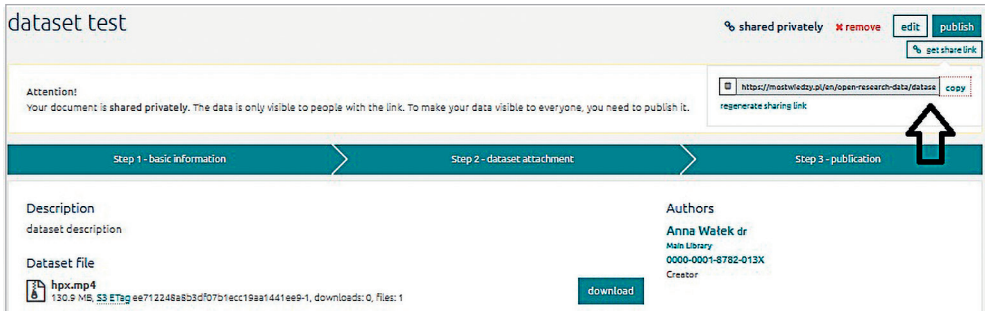 dataset test
shared privately remove edit publish
get share link
https://mostwiedzy.pl/en/open-research-data/datase copy
regenerate sharing link
Attention!
Your document is shared privately. The data is only visible to people with the link. To make your data visible to everyone, you need to publish it.
Step 1 - basic information Step 2 - dataset attachment Step 3 - publication
Description
dataset description
Dataset file
hpx.mp4
130.9 MB, S3 ETag ee712248a8b3df07b1ecc19aa1441ee9-1, downloads: 0, files: 1
download
Authors
Anna Wałek dr
Main Library
0000-0001-8782-013X
Creator